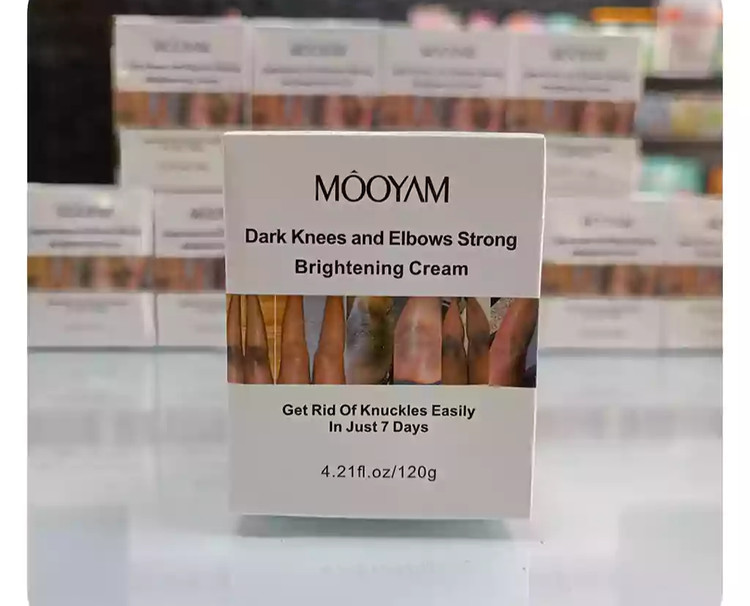 MÔOYAM
Dark Knees and Elbows Strong
Brightening Cream
Get Rid Of Knuckles Easily
In Just 7 Days
4.21fl.oz/120g